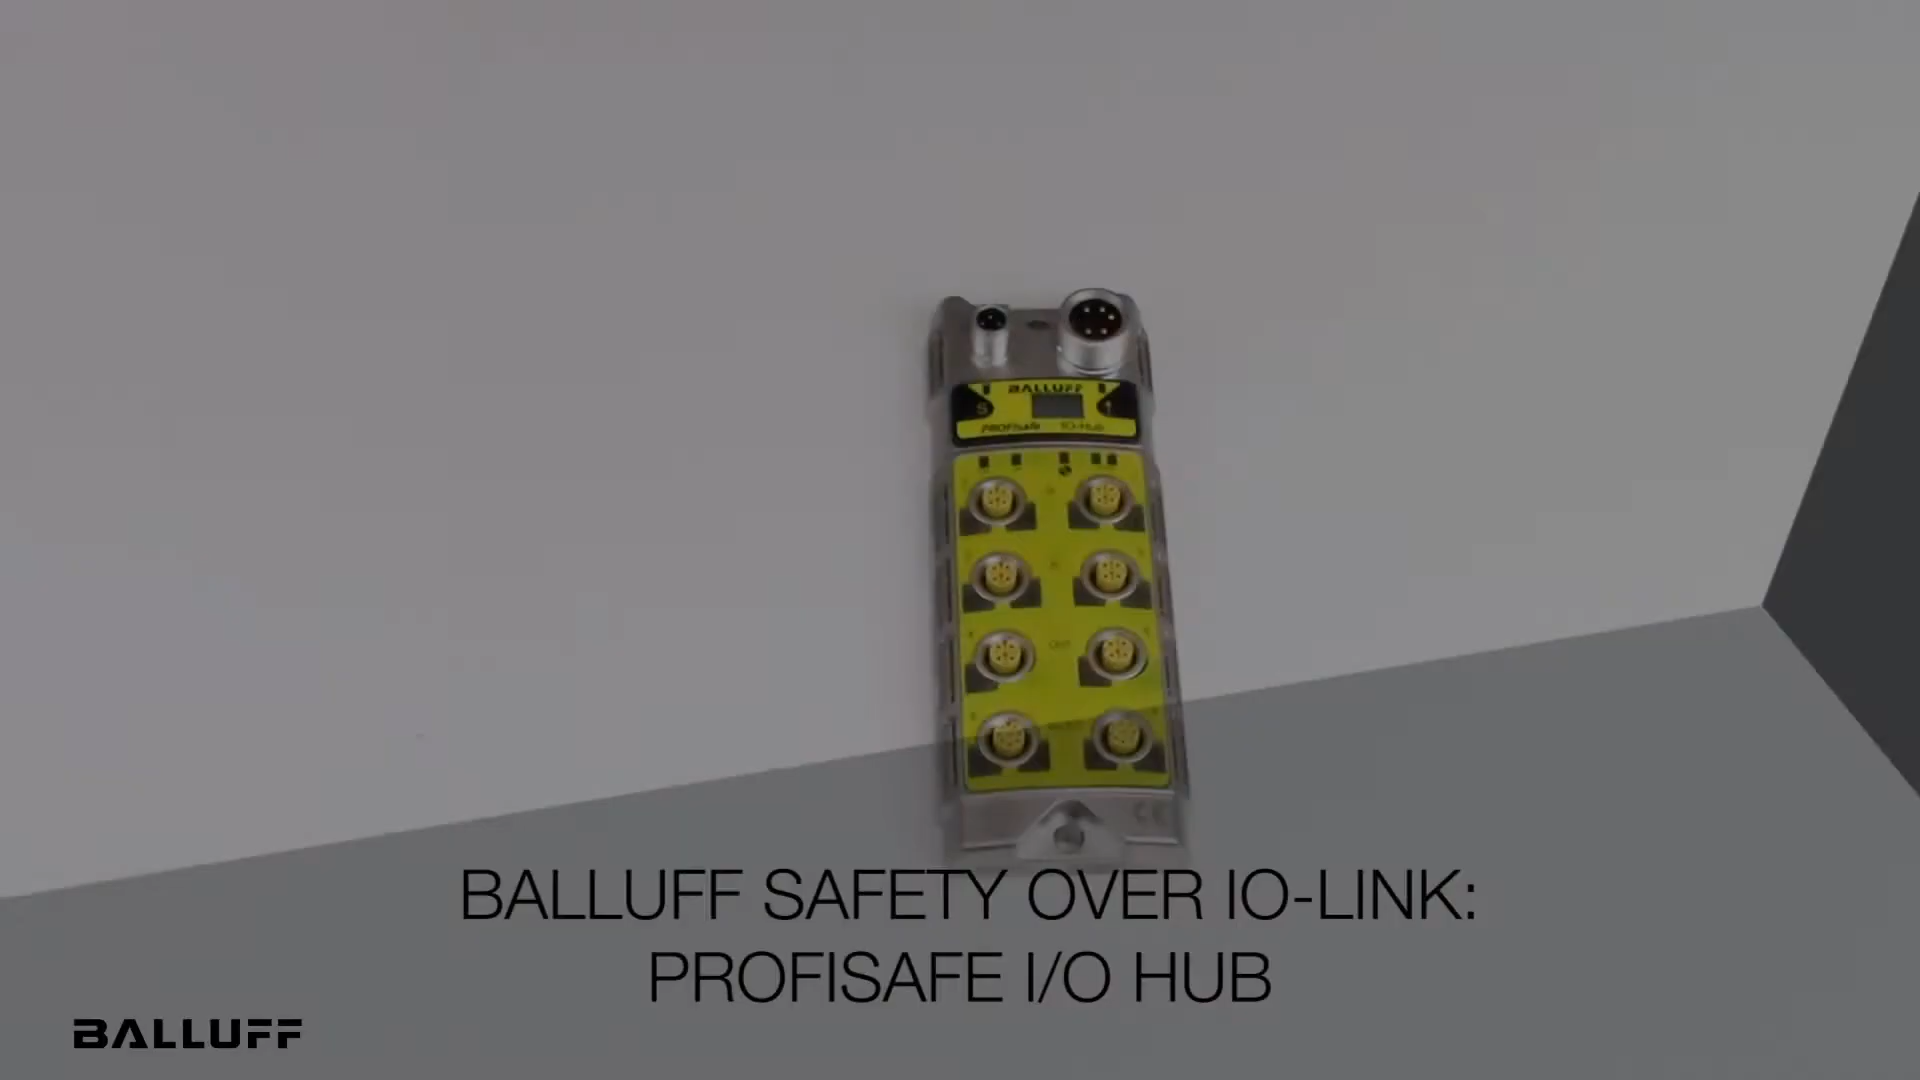 BALLUFF
S
PROFIsafe IO-Hub
BALLUFF SAFETY OVER IO-LINK:
PROFISAFE I/O HUB
BALLUFF